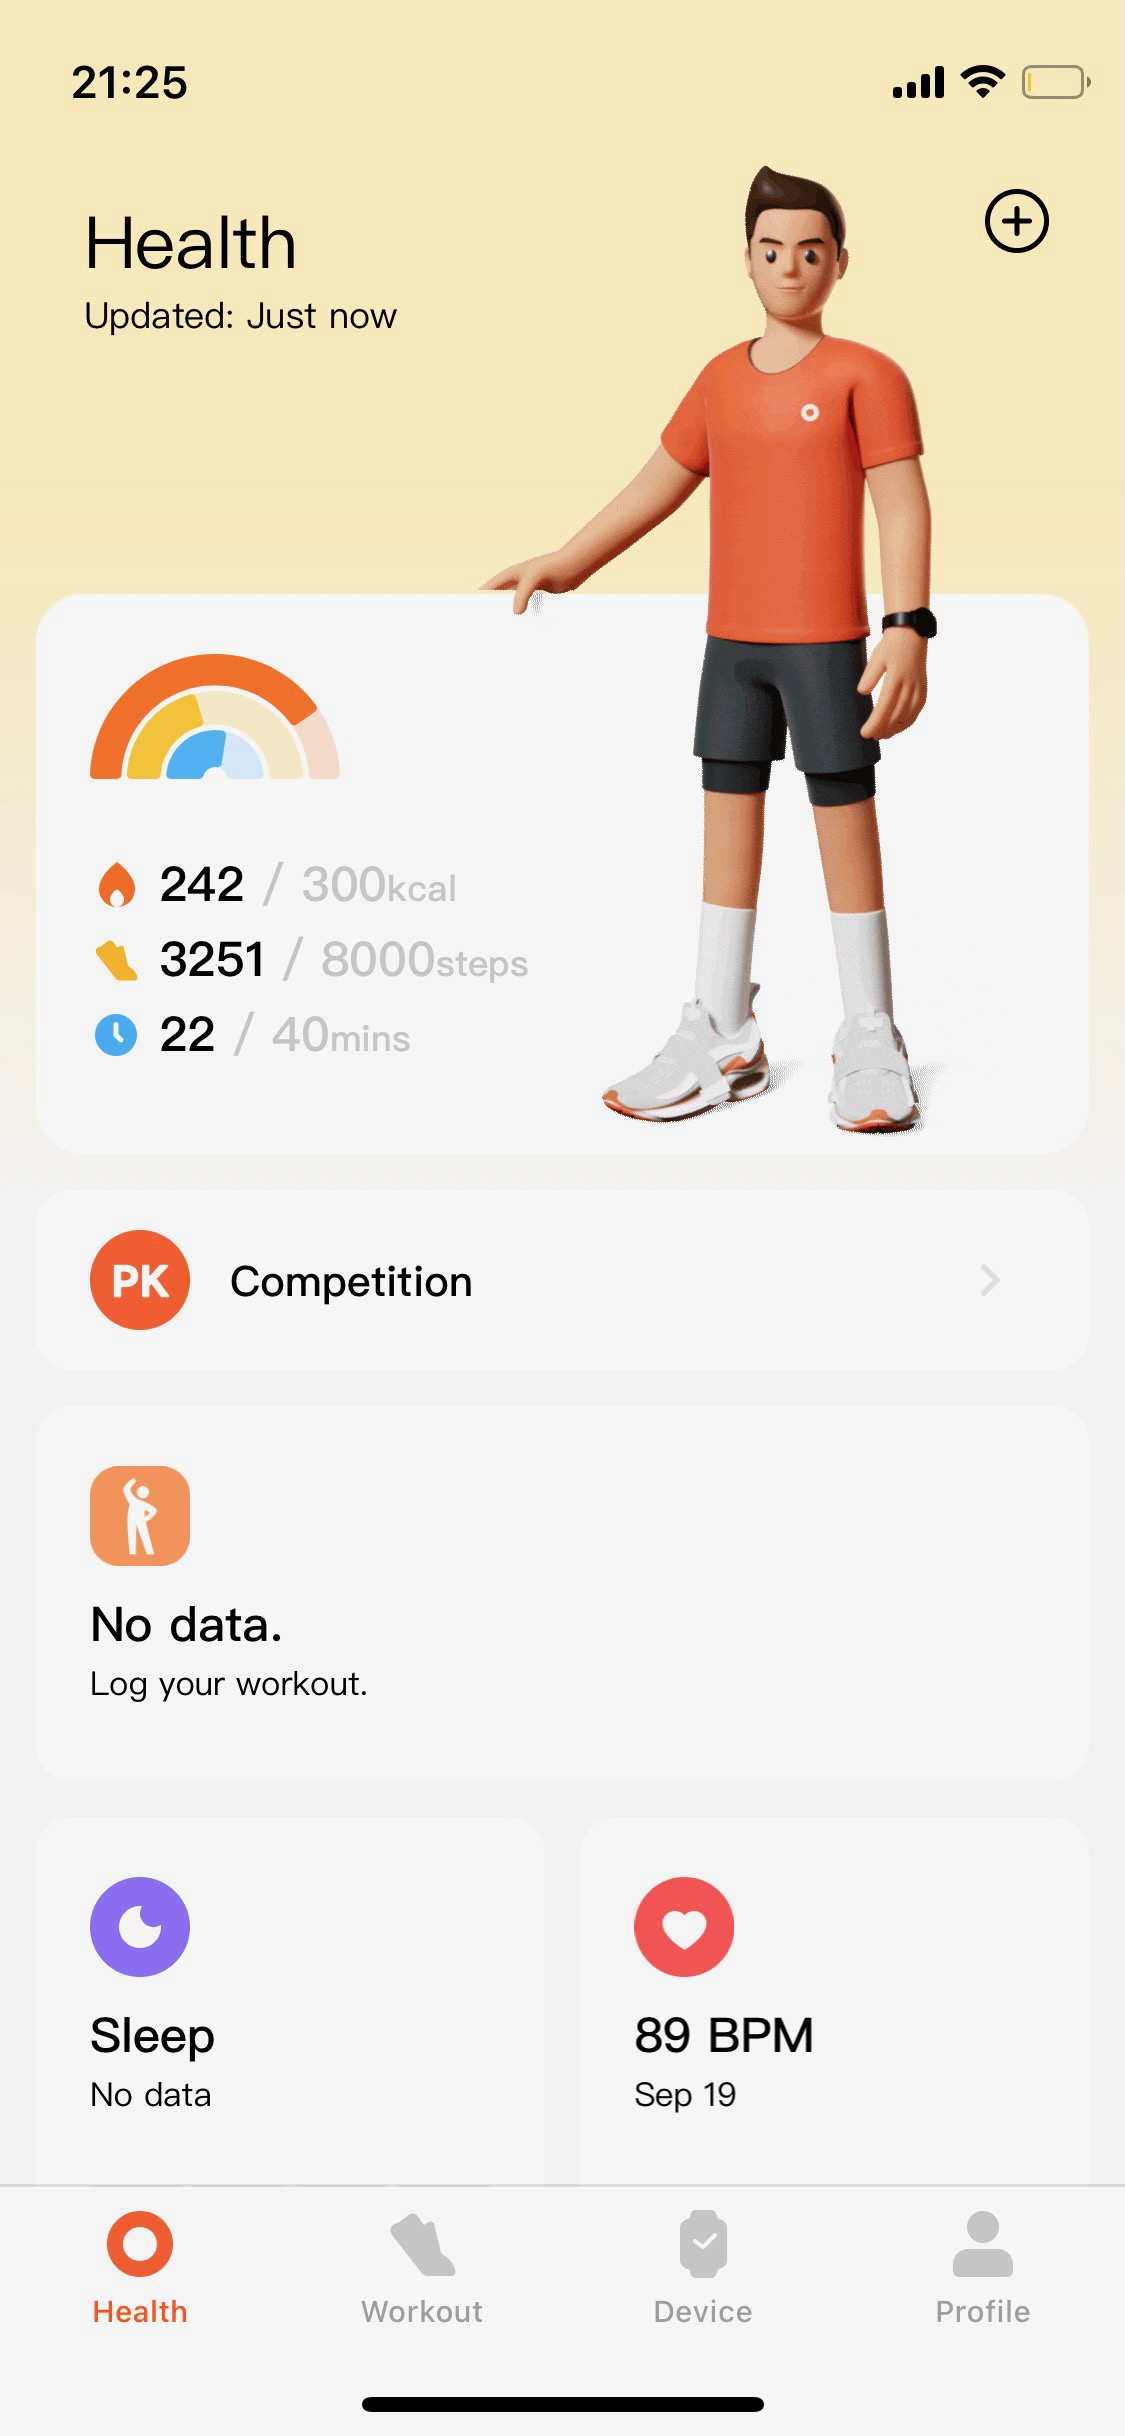 21:25
Health
Updated: Just now
242 / 300kcal
3251 / 8000steps
22 / 40mins
PK Competition
No data.
Log your workout.
Sleep
No data
89 BPM
Sep 19
Health Workout Device Profile